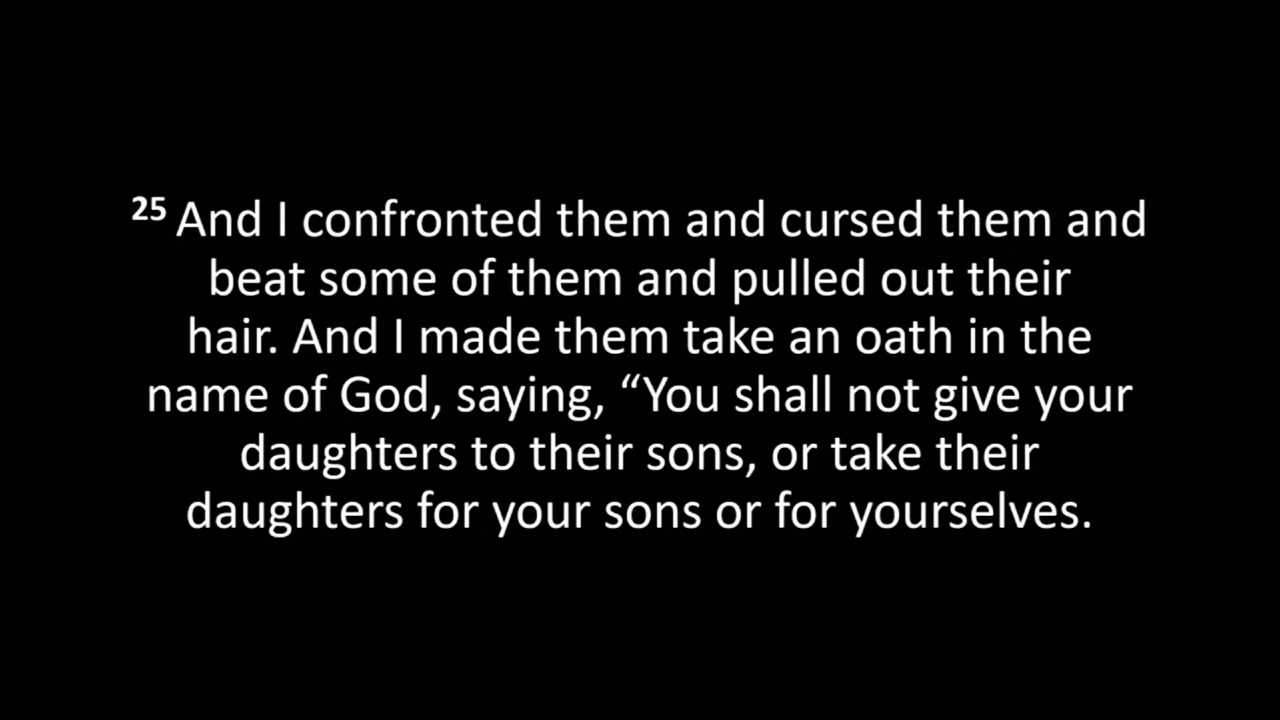 25 And I confronted them and cursed them and
beat some of them and pulled out their
hair. And I made them take an oath in the
name of God, saying, “You shall not give your
daughters to their sons, or take their
daughters for your sons or for yourselves.